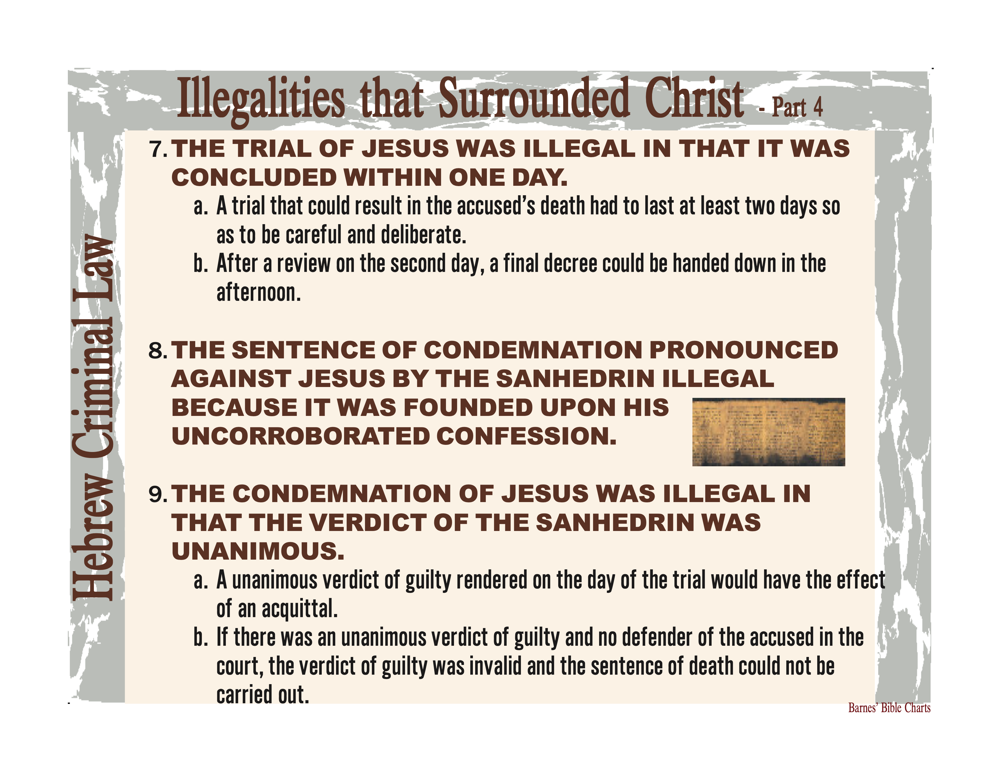 Illegalities that Surrounded Christ - Part 4
Hebrew Criminal Law
7. THE TRIAL OF JESUS WAS ILLEGAL IN THAT IT WAS
CONCLUDED WITHIN ONE DAY.
a. A trial that could result in the accused's death had to last at least two days so
as to be careful and deliberate.
b. After a review on the second day, a final decree could be handed down in the
afternoon.
8. THE SENTENCE OF CONDEMNATION PRONOUNCED
AGAINST JESUS BY THE SANHEDRIN ILLEGAL
BECAUSE IT WAS FOUNDED UPON HIS
UNCORROBORATED CONFESSION.
9. THE CONDEMNATION OF JESUS WAS ILLEGAL IN
THAT THE VERDICT OF THE SANHEDRIN WAS
UNANIMOUS.
a. A unanimous verdict of guilty rendered on the day of the trial would have the effect
of an acquittal.
b. If there was an unanimous verdict of guilty and no defender of the accused in the
court, the verdict of guilty was invalid and the sentence of death could not be
carried out.
Barnes' Bible Charts